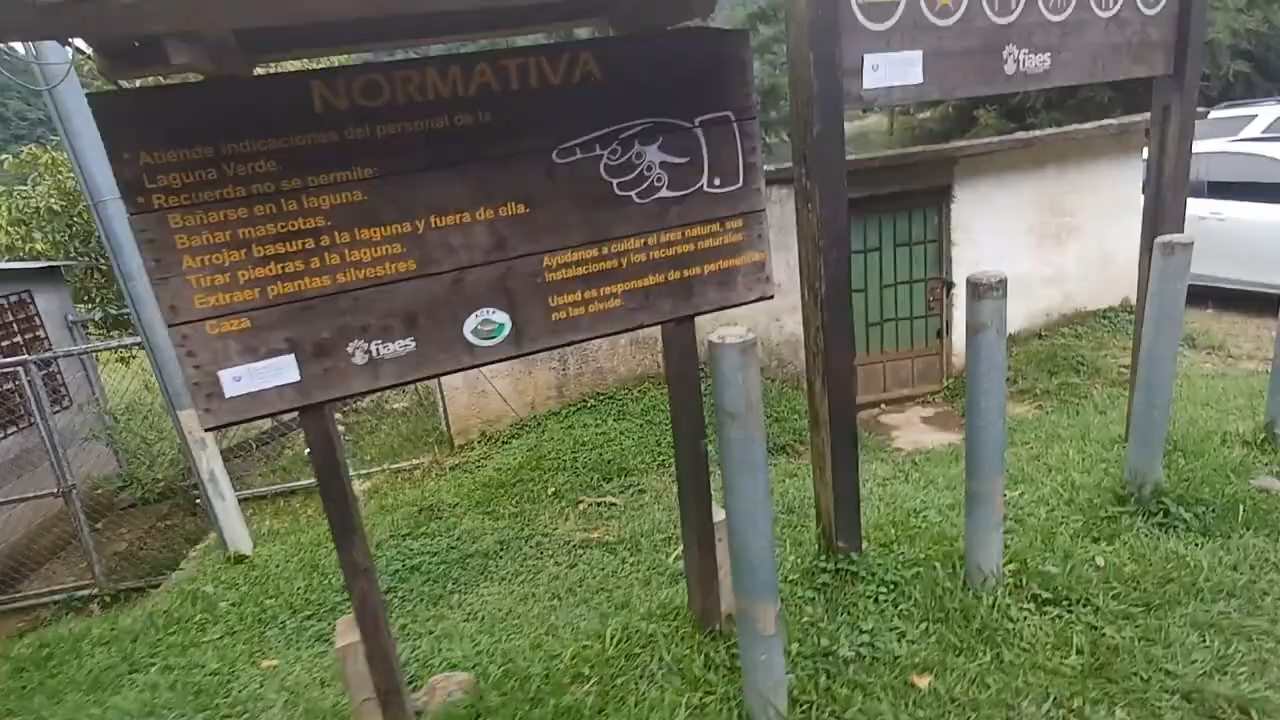 NORMATIVA
* Atiende indicaciones del personal de la
Laguna Verde.
* Recuerda no se permite:
Bañarse en la laguna.
Bañar mascotas.
Arrojar basura a la laguna y fuera de ella.
Tirar piedras a la laguna.
Extraer plantas silvestres
Caza
Ayudanos a cuidar el área natural, sus
instalaciones y los recursos naturales.
Usted es responsable de sus pertenencias
no las olvide.
fiaes
ACEP
fiaes